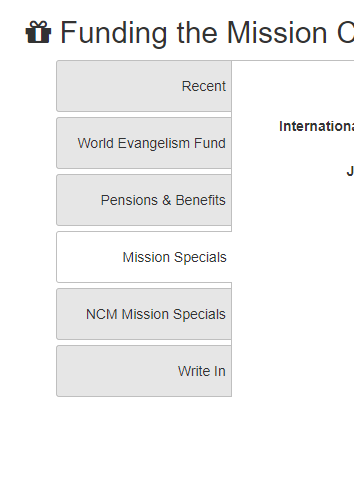 Funding the Mission
Recent
World Evangelism Fund
Internationa
Pensions & Benefits
J
Mission Specials
NCM Mission Specials
Write In